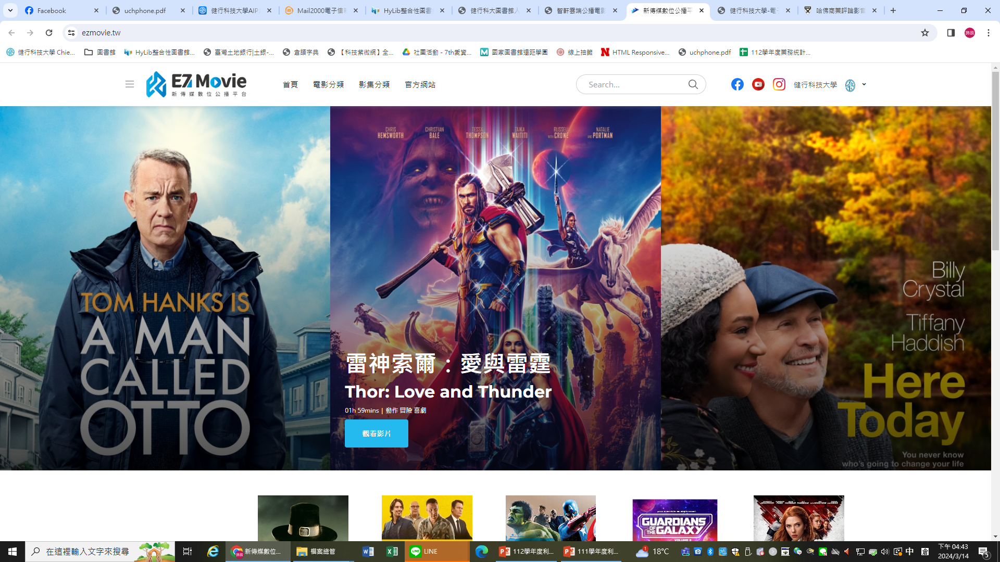 Facebook
uchphone.pdf
健行科技大學AIP
Mail2000電子信
HyLib整合性圖書
健行科大圖書館
智軒雲端公播電影
新傳媒數位公播平
健行科技大學-電
哈佛商業評論影
ezmovie.tw
健行科技大學 Chie...
圖書館
HyLib整合性圖書館...
臺灣土地銀行|土銀-...
倉頡字典
【科技紫微網】全...
社團活動 - 7th愛資...
國家圖書館遠距學園
線上抽籤
HTML Responsive...
uchphone.pdf
112學年度業務統計...
EZ Movie
新傳媒數位公播平台
首頁
電影分類
影集分類
官方網站
Search...
健行科技大學
TOM HANKS IS
A MAN
CALLED
OTTO
CHRIS HEMSWORTH
CHRISTIAN BALE
TESSA THOMPSON
TAIKA WAITITI
WITH RUSSELL CROWE
AND NATALIE PORTMAN
雷神索爾：愛與雷霆
Thor: Love and Thunder
01h 59mins | 動作 冒險 喜劇
觀看影片
Billy
Crystal
Tiffany
Haddish
Here
Today
You never know
who's going to change your life
GUARDIANS
OF THE GALAXY
在這裡輸入文字來搜尋
新傳媒數位...
檔案總管
LINE
112學年度利...
111學年度利...
18°C
中
下午 04:43
2024/3/14
5